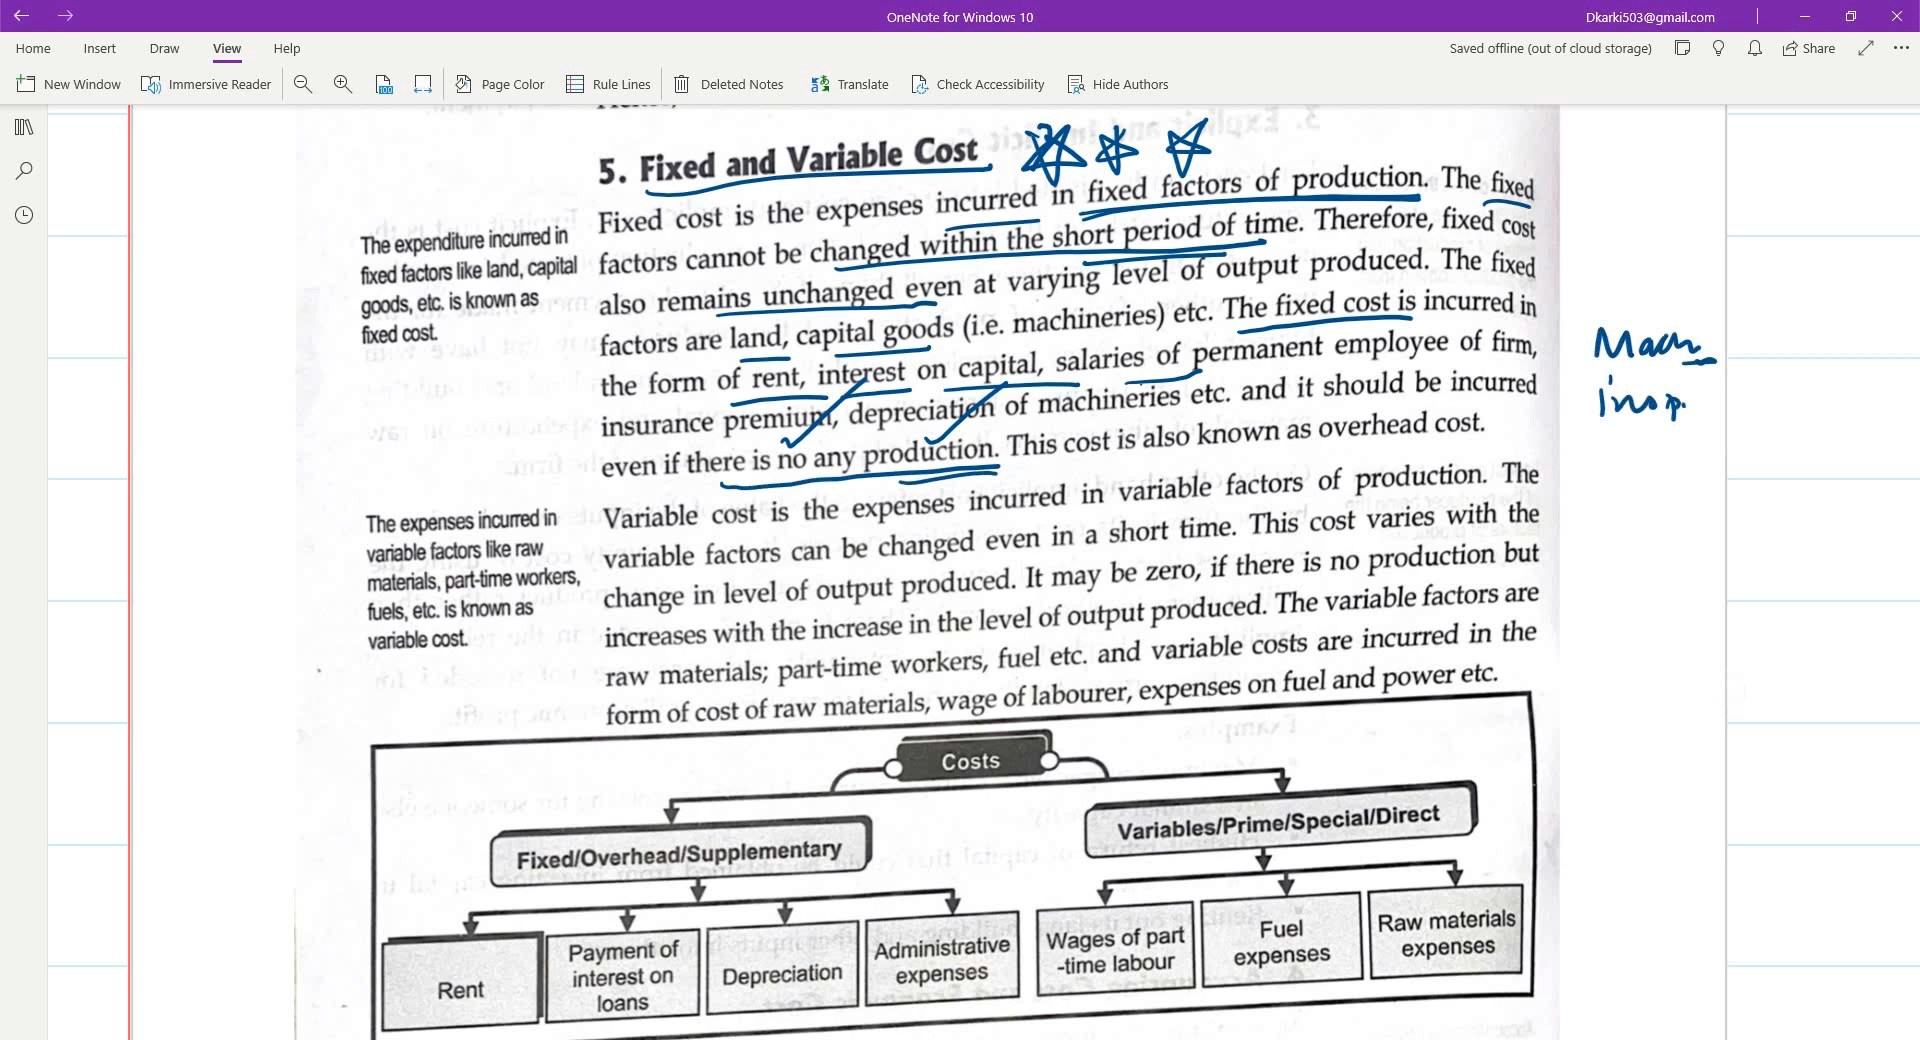 OneNote for Windows 10
Dkarki503@gmail.com
Home Insert Draw View Help
Saved offline (out of cloud storage) Share
New Window Immersive Reader Page Color Rule Lines Deleted Notes Translate Check Accessibility Hide Authors
5. Fixed and Variable Cost
Fixed cost is the expenses incurred in fixed factors of production. The fixed
factors cannot be changed within the short period of time. Therefore, fixed cost
also remains unchanged even at varying level of output produced. The fixed
factors are land, capital goods (i.e. machineries) etc. The fixed cost is incurred in
the form of rent, interest on capital, salaries of permanent employee of firm,
insurance premium, depreciation of machineries etc. and it should be incurred
even if there is no any production. This cost is also known as overhead cost.
The expenditure incurred in
fixed factors like land, capital
goods, etc. is known as
fixed cost.
Variable cost is the expenses incurred in variable factors of production. The
variable factors can be changed even in a short time. This cost varies with the
change in level of output produced. It may be zero, if there is no production but
increases with the increase in the level of output produced. The variable factors are
raw materials; part-time workers, fuel etc. and variable costs are incurred in the
form of cost of raw materials, wage of labourer, expenses on fuel and power etc.
The expenses incurred in
variable factors like raw
materials, part-time workers,
fuels, etc. is known as
variable cost.
Costs
Fixed/Overhead/Supplementary
Variables/Prime/Special/Direct
Rent
Payment of
interest on
loans
Depreciation
Administrative
expenses
Wages of part
-time labour
Fuel
expenses
Raw materials
expenses